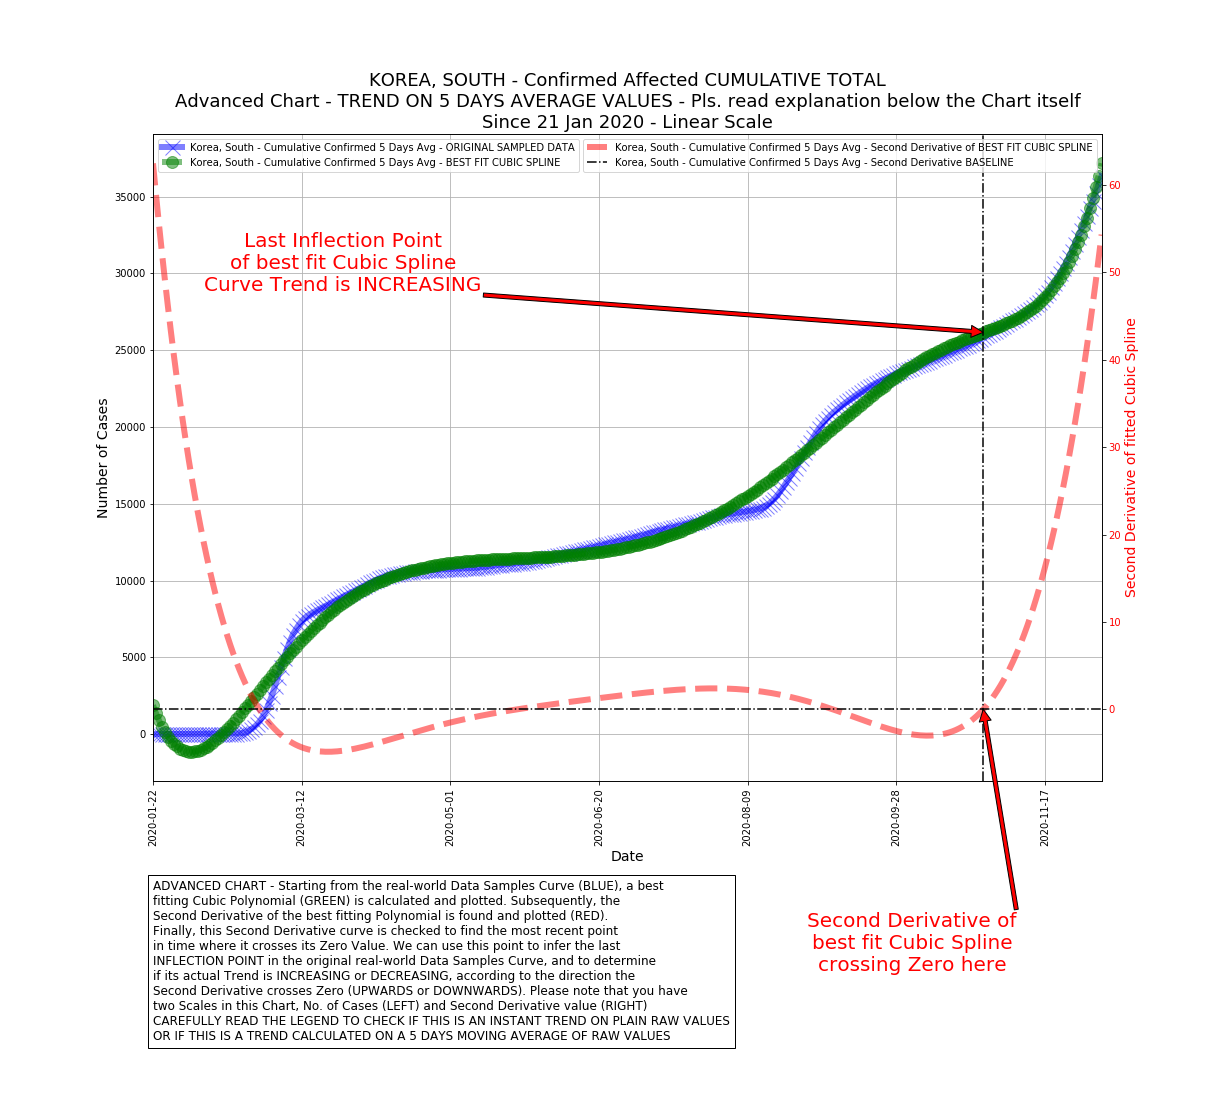 KOREA, SOUTH - Confirmed Affected CUMULATIVE TOTAL
Advanced Chart - TREND ON 5 DAYS AVERAGE VALUES - Pls. read explanation below the Chart itself
Since 21 Jan 2020 - Linear Scale
Korea, South - Cumulative Confirmed 5 Days Avg - ORIGINAL SAMPLED DATA
Korea, South - Cumulative Confirmed 5 Days Avg - BEST FIT CUBIC SPLINE
Korea, South - Cumulative Confirmed 5 Days Avg - Second Derivative of BEST FIT CUBIC SPLINE
Korea, South - Cumulative Confirmed 5 Days Avg - Second Derivative BASELINE
Last Inflection Point
of best fit Cubic Spline
Curve Trend is INCREASING
Number of Cases
35000
30000
25000
20000
15000
10000
5000
0
60
50
40
30
20
10
0
Second Derivative of fitted Cubic Spline
2020-01-22
2020-03-12
2020-05-01
2020-06-20
2020-08-09
2020-09-28
2020-11-17
Date
Second Derivative of
best fit Cubic Spline
crossing Zero here
ADVANCED CHART - Starting from the real-world Data Samples Curve (BLUE), a best
fitting Cubic Polynomial (GREEN) is calculated and plotted. Subsequently, the
Second Derivative of the best fitting Polynomial is found and plotted (RED).
Finally, this Second Derivative curve is checked to find the most recent point
in time where it crosses its Zero Value. We can use this point to infer the last
INFLECTION POINT in the original real-world Data Samples Curve, and to determine
if its actual Trend is INCREASING or DECREASING, according to the direction the
Second Derivative crosses Zero (UPWARDS or DOWNWARDS). Please note that you have
two Scales in this Chart, No. of Cases (LEFT) and Second Derivative value (RIGHT)
CAREFULLY READ THE LEGEND TO CHECK IF THIS IS AN INSTANT TREND ON PLAIN RAW VALUES
OR IF THIS IS A TREND CALCULATED ON A 5 DAYS MOVING AVERAGE OF RAW VALUES